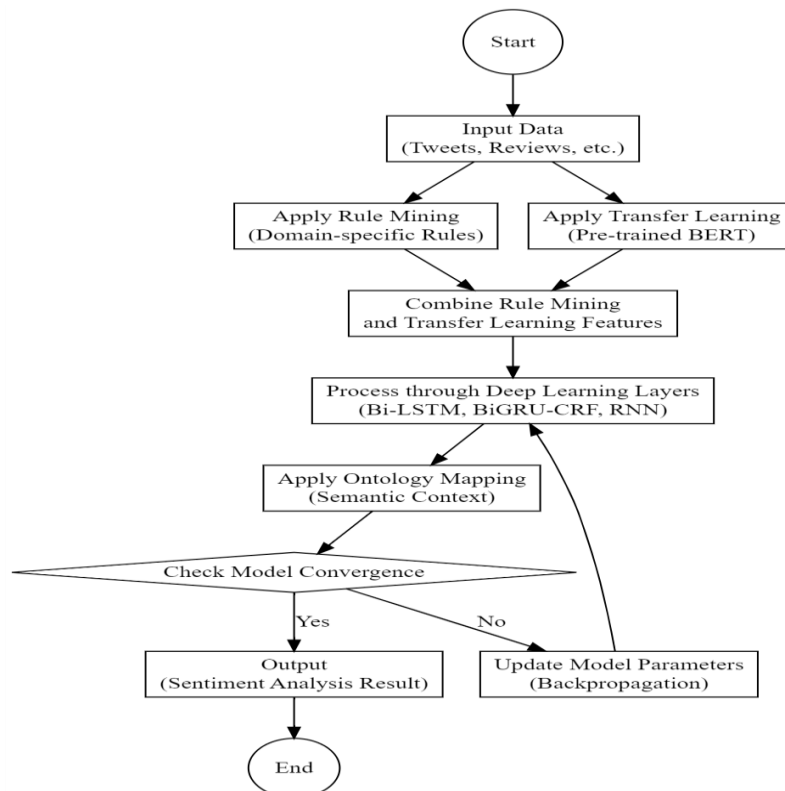 Start
Input Data
(Tweets, Reviews, etc.)
Apply Rule Mining
(Domain-specific Rules)
Apply Transfer Learning
(Pre-trained BERT)
Combine Rule Mining
and Transfer Learning Features
Process through Deep Learning Layers
(Bi-LSTM, BiGRU-CRF, RNN)
Apply Ontology Mapping
(Semantic Context)
Check Model Convergence
Yes
No
Output
(Sentiment Analysis Result)
Update Model Parameters
(Backpropagation)
End